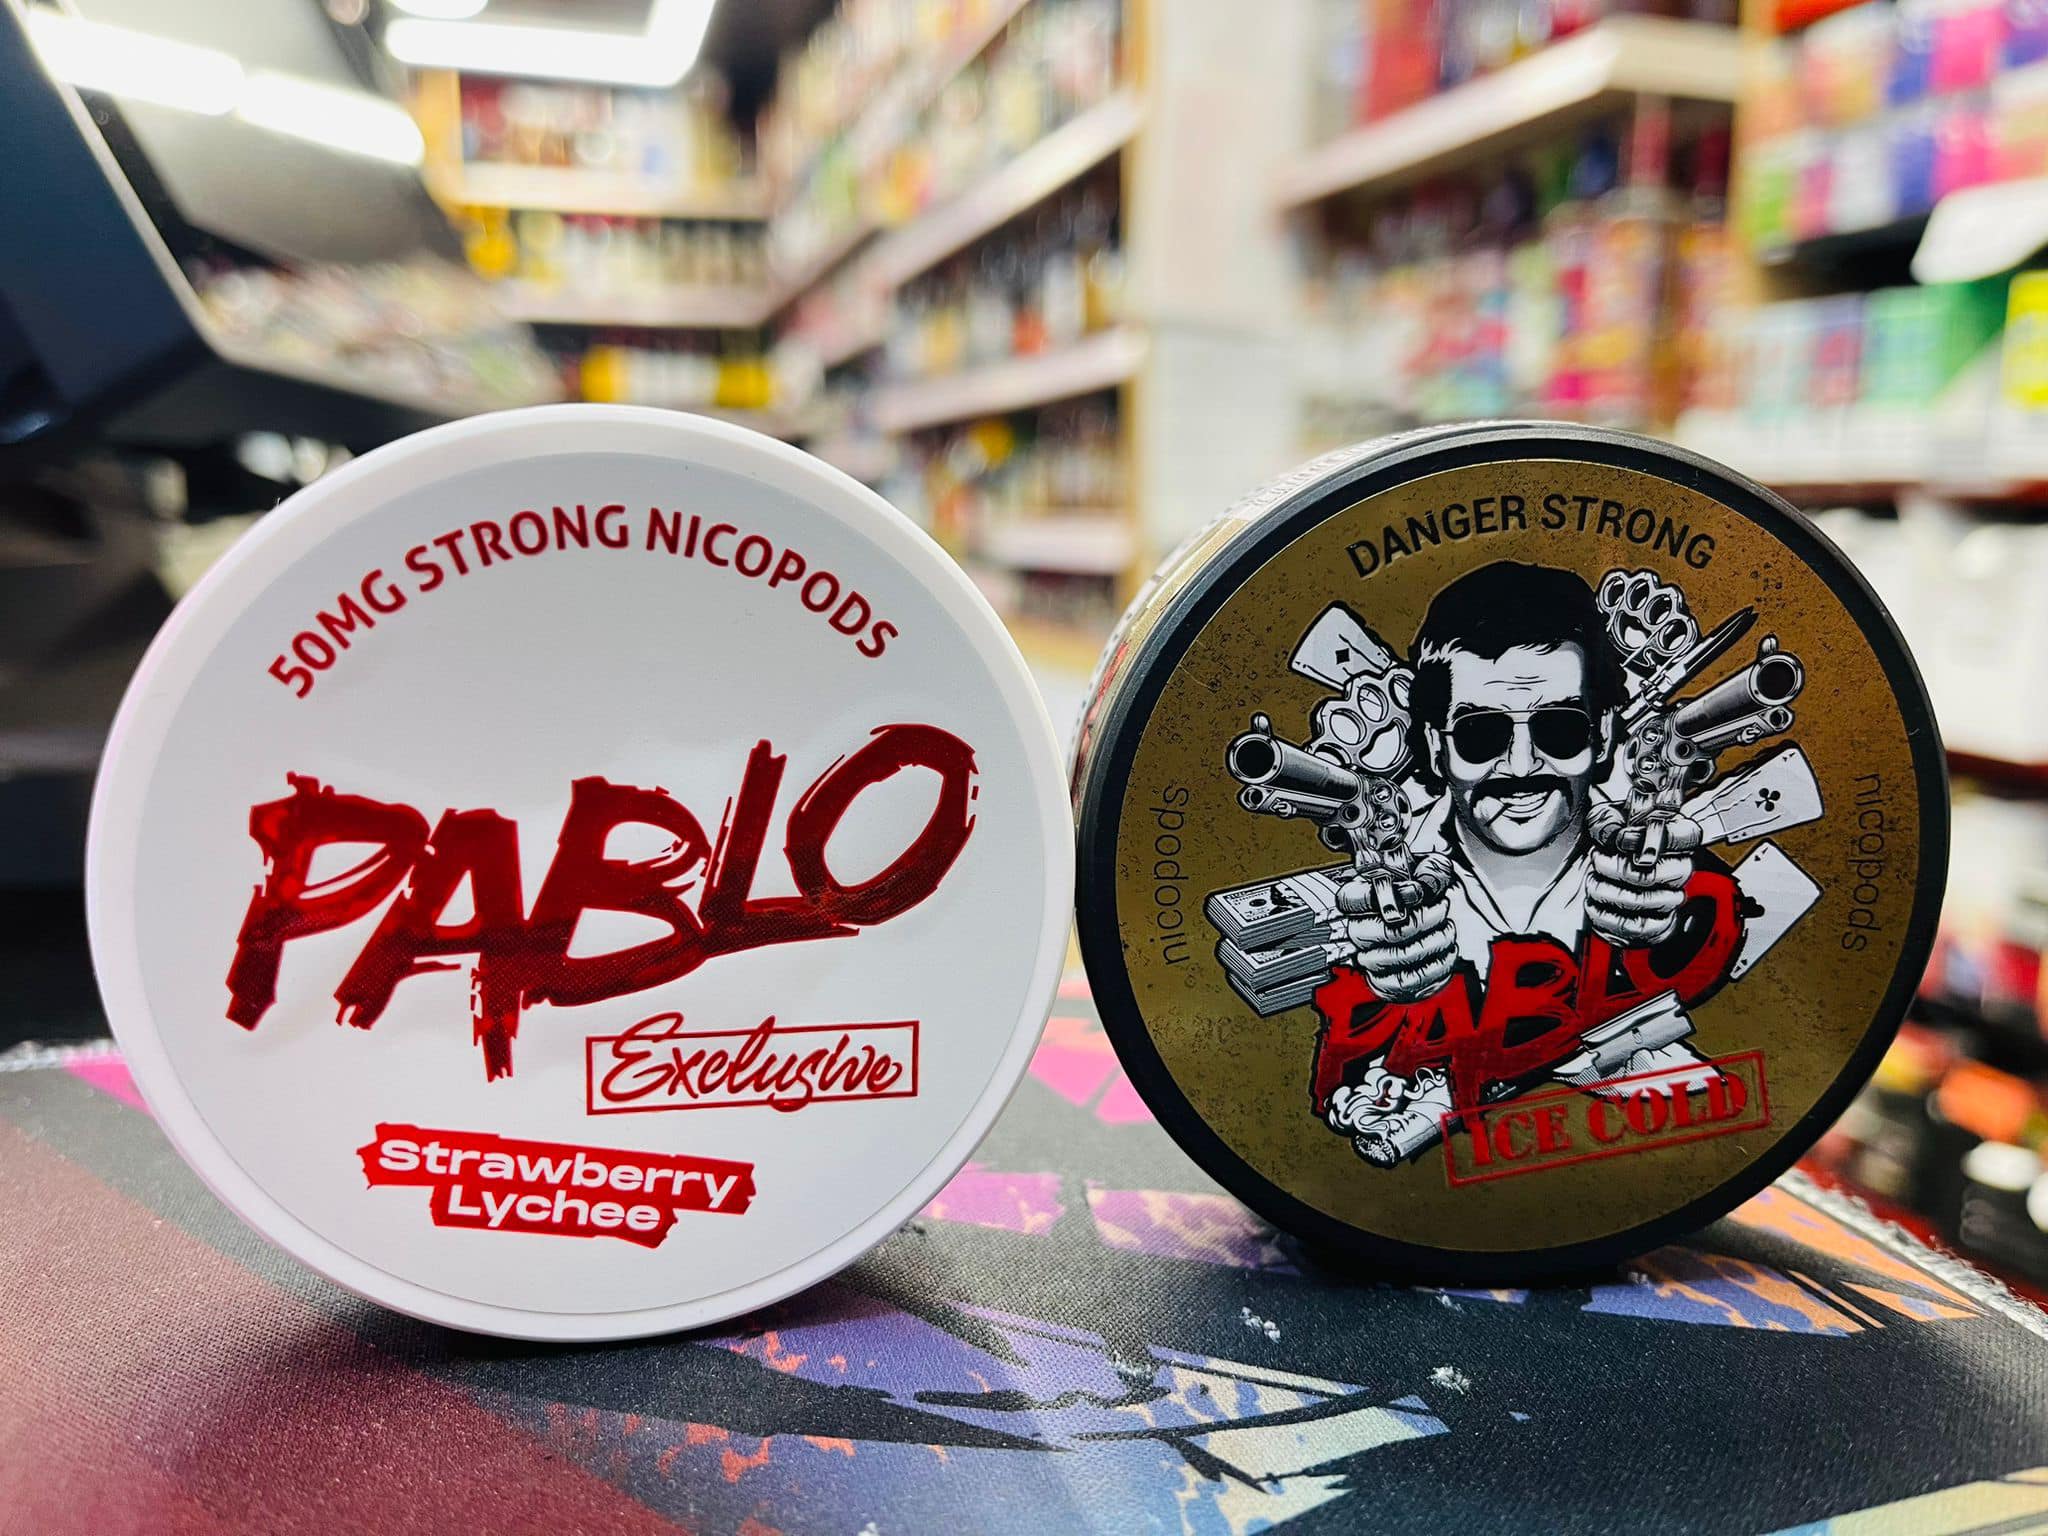 50MG STRONG NICOPODS
PABLO
Exclusive
Strawberry
Lychee
DANGER STRONG
nicopods
nicopods
PABLO
ICE COLD